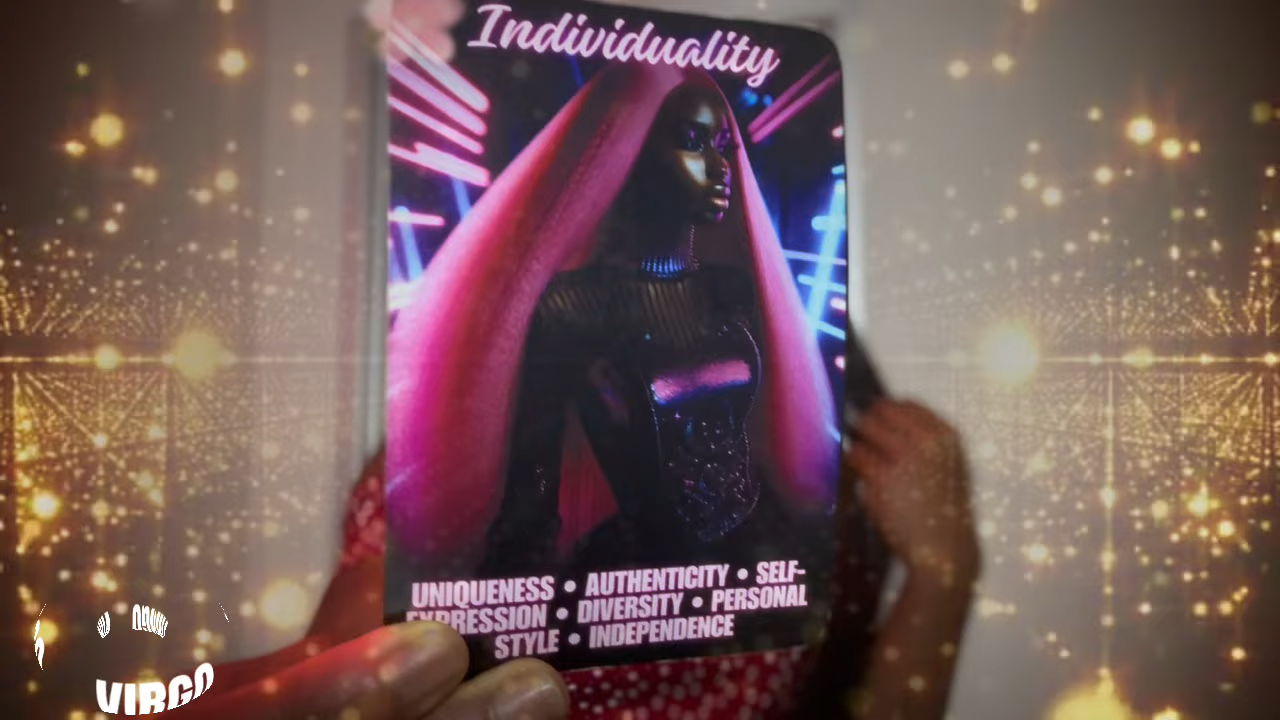 Individuality
UNIQUENESS • AUTHENTICITY • SELF-
EXPRESSION • DIVERSITY • PERSONAL
STYLE • INDEPENDENCE
VIRGO